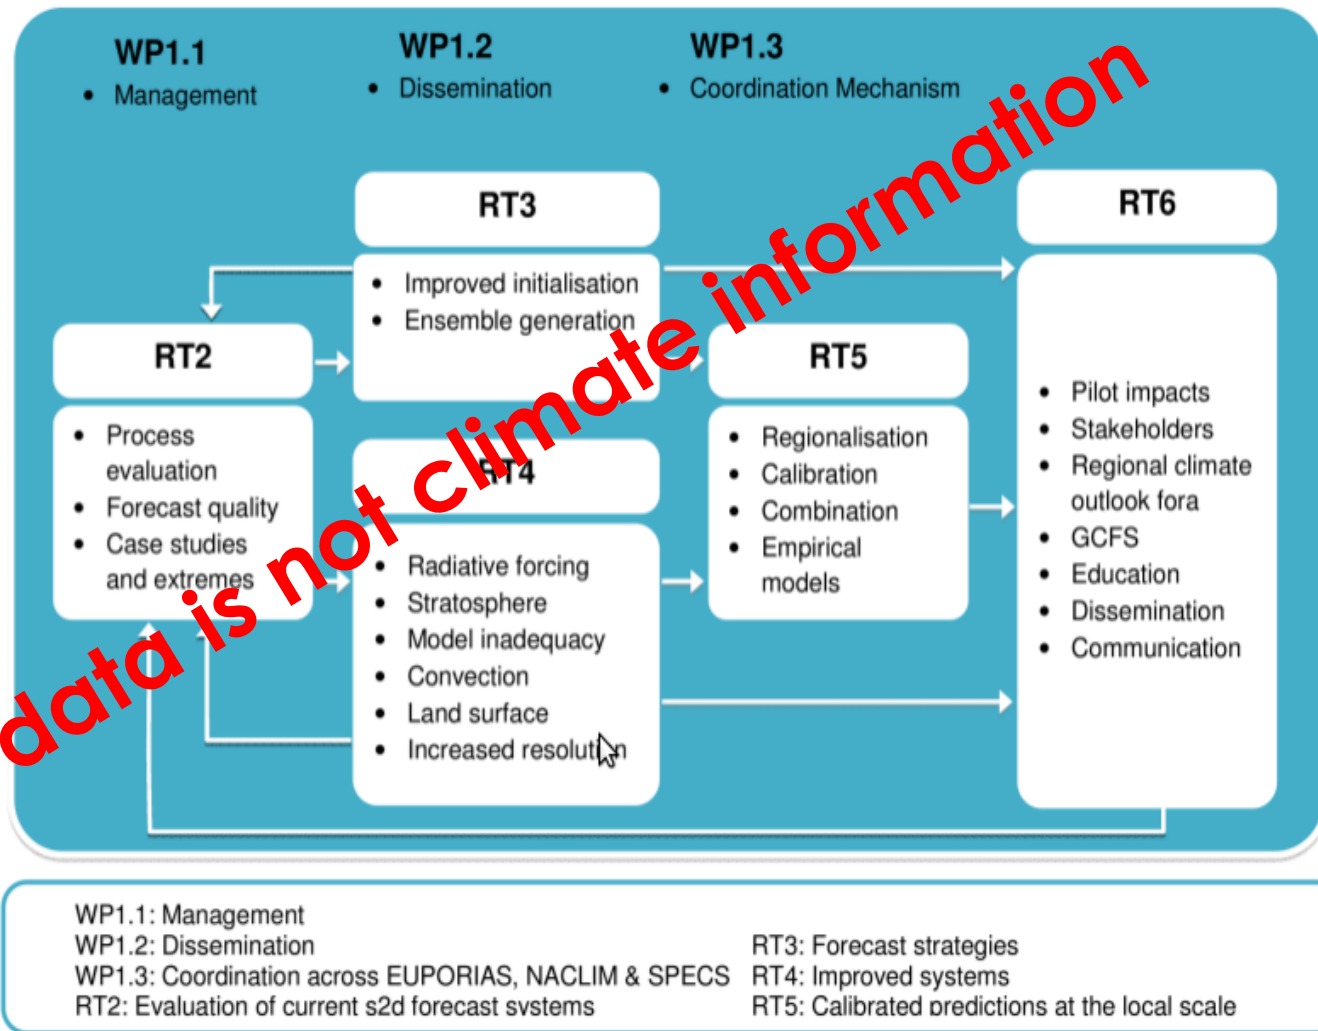 WP1.1
• Management
WP1.2
• Dissemination
WP1.3
• Coordination Mechanism
RT3
• Improved initialisation
• Ensemble generation
RT2
• Process
evaluation
• Forecast quality
• Case studies
and extremes
RT4
• Radiative forcing
• Stratosphere
• Model inadequacy
• Convection
• Land surface
• Increased resolution
RT5
• Regionalisation
• Calibration
• Combination
• Empirical
models
RT6
• Pilot impacts
• Stakeholders
• Regional climate
outlook fora
• GCFS
• Education
• Dissemination
• Communication
data is not climate information
WP1.1: Management
WP1.2: Dissemination
WP1.3: Coordination across EUPORIAS, NACLIM & SPECS
RT2: Evaluation of current s2d forecast systems
RT3: Forecast strategies
RT4: Improved systems
RT5: Calibrated predictions at the local scale